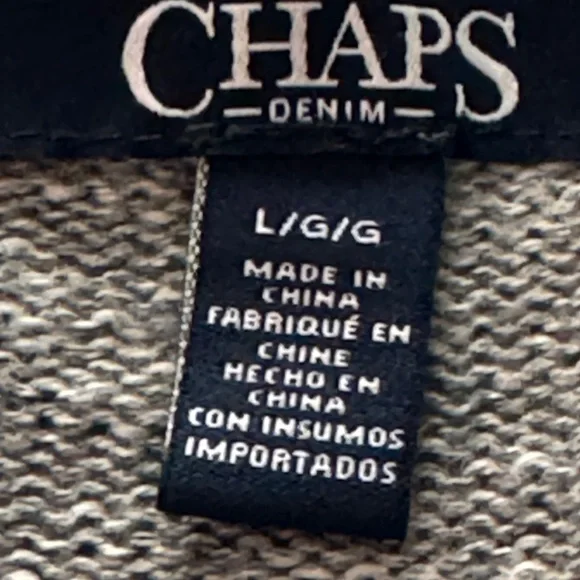 CHAPS
DENIM
L/G/G
MADE IN
CHINA
FABRIQUÉ EN
CHINE
HECHO EN
CHINA
CON INSUMOS
IMPORTADOS